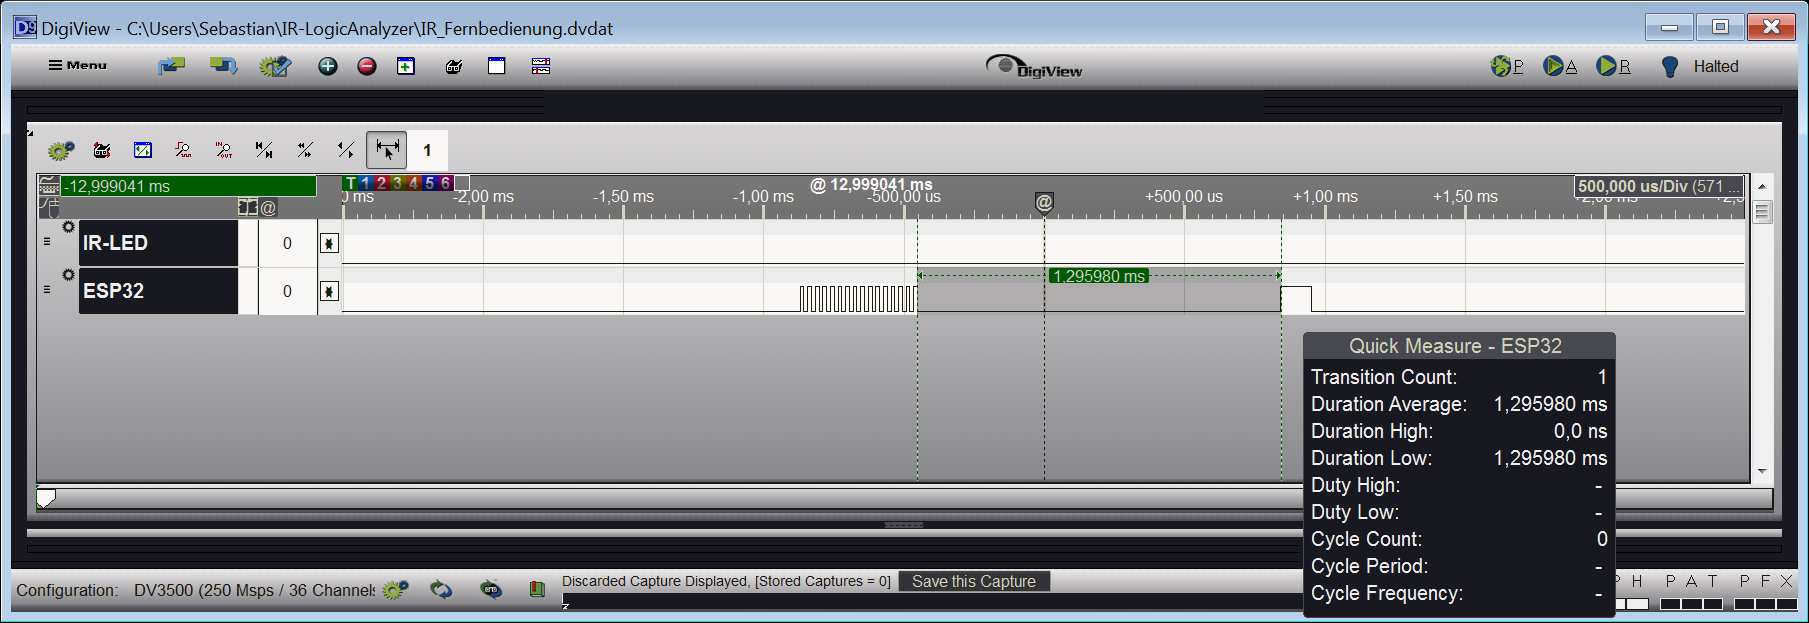 DigiView - C:\Users\Sebastian\IR-LogicAnalyzer\IR_Fernbedienung.dvdat
Menu
DigiView
P A R Halted
1
-12,999041 ms
T 1 2 3 4 5 6
@ 12,999041 ms
500,000 us/Div (571 ...
0 ms -2,00 ms -1,50 ms -1,00 ms -500,00 us @ +500,00 us +1,00 ms +1,50 ms +2,00 ms
@
IR-LED 0
ESP32 0
1,295980 ms
Quick Measure - ESP32
Transition Count: 1
Duration Average: 1,295980 ms
Duration High: 0,0 ns
Duration Low: 1,295980 ms
Duty High: -
Duty Low: -
Cycle Count: 0
Cycle Period: -
Cycle Frequency: -
Configuration: DV3500 (250 Msps / 36 Channels
Discarded Capture Displayed, [Stored Captures = 0] Save this Capture
P H P A T P F X